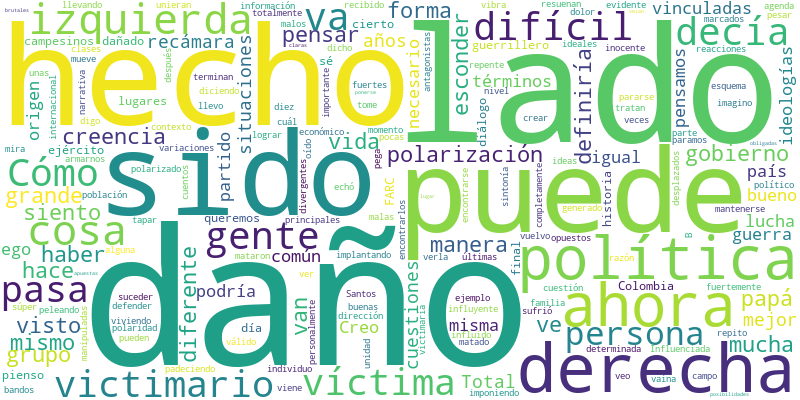 brutales
llevando
izquierda
información
unieran
totalmente
va
recibido
cierto
forma
difícil
resuenan
dolor
evidente
vinculadas
agenda
pesar
campesinos
dañado
recámara
pensar
años
malos
vibra
ideales
marcados
decía
clases
mueve
fuertes
sé
guerrillero
inocente
reacciones
antagonistas
hecho
lado
origen
internacional
narrativa
lugares
después
unas
digo
terminan
situaciones
diciendo
llevo
importante
diez
cuál
necesario
términos
esconder
repente
nivel
tome
diálogo
crear
pararse
tratan
veces
definiría
pensamos
esquema
imagino
ideologías
contexto
lograr
pocas
creencia
económico
claras
ponerse
momento
parte
paramos
obligadas
Cómo
ejército
mira
armarnos
variaciones
partido
vida
oído
pega
polarización
igual
gobierno
grande
población
polarizado
cuentos
divergentes
echó
FARC
ideas
desplazados
país
político
sido
puede
siento
cosa
tapar
queremos
principales
malas
encontrarlos
encontrarse
sintonía
completamente
generado
historia
opuestos
bueno
mantenerse
ego
haber
alguna
gente
común
implantando
manera
final
vuelvo
lucha
guerra
daño
política
hace
apuestas
mataron
ver
verla
últimas
lugar
B
razón
pasa
super
suceder
defender
diferente
podría
van
personalmente
Santos
buenas
dirección
Creo
cuestiones
misma
ejemplo
influyente
ahora
Colombia
fuertemente
papá
visto
viviendo
polaridad
pueden
manipuladas
día
válido
unidad
influido
matado
victimaria
cuestión
familia
sufrió
ve
persona
repito
mejor
mismo
peleando
padeciendo
individuo
víctima
Total
imponiendo
determinada
Influenciada
mucha
pienso
grupo
bandos
victimario
viene
dicho
veo
vaina
campo
derecha
posibilidades